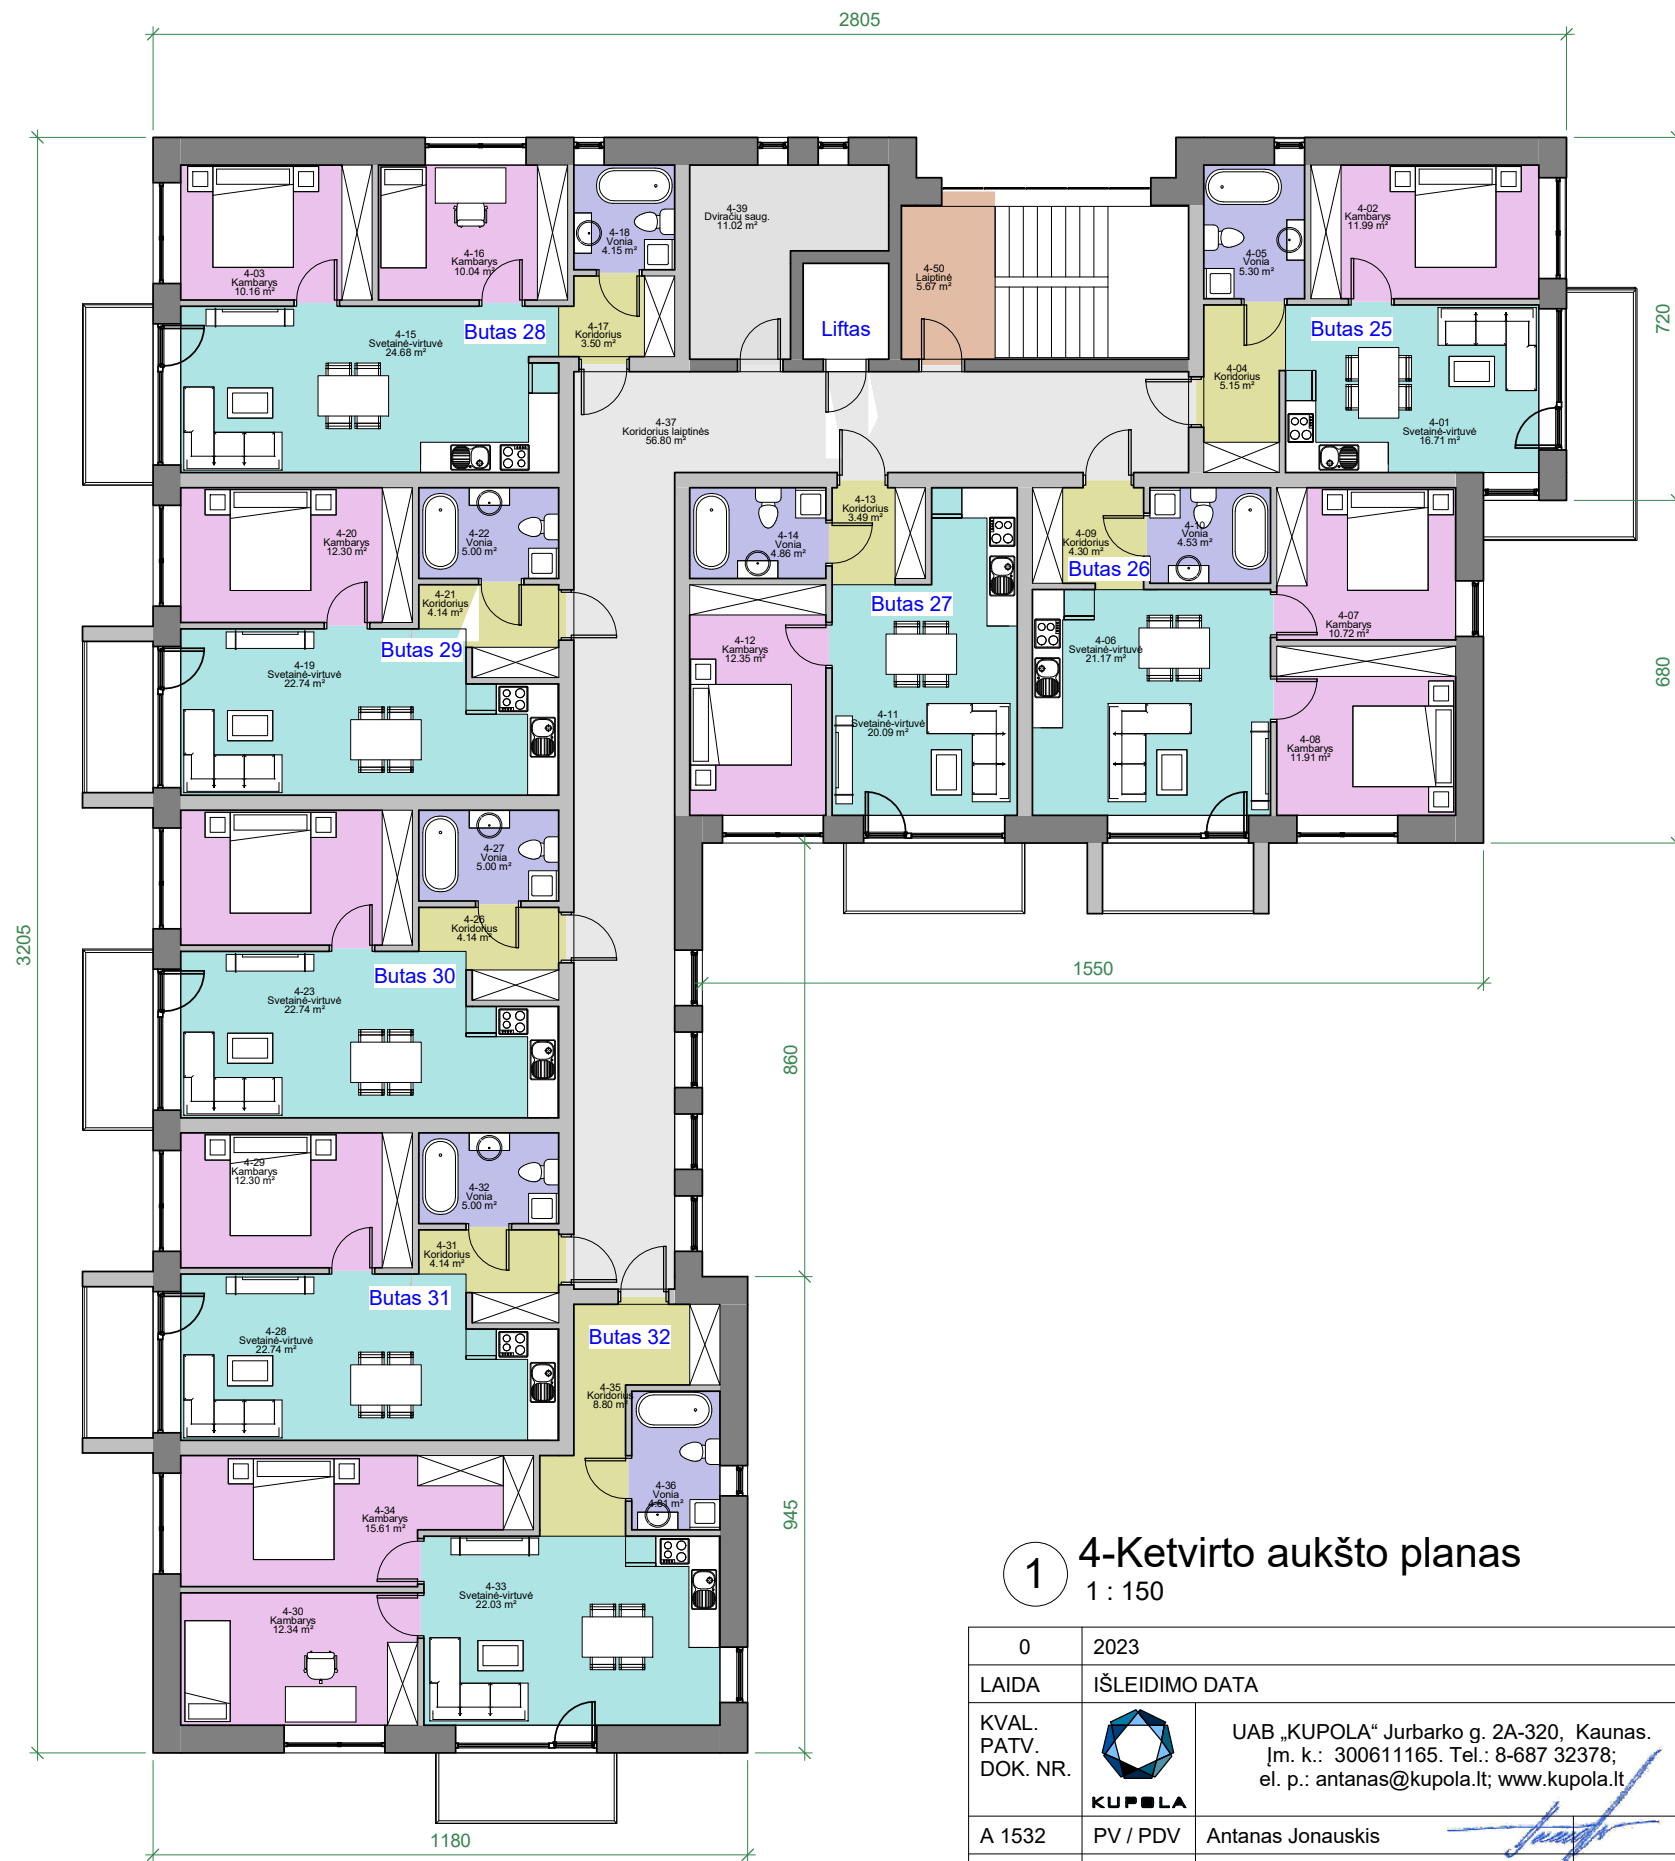 2805
4-03
Kambarys
10.16 m²
4-16
Kambarys
10.04 m²
4-18
Vonia
4.15 m²
4-39
Dviračių saug.
11.02 m²
4-50
Laiptinė
5.67 m²
4-05
Vonia
5.30 m²
4-02
Kambarys
11.99 m²
4-15
Svetainė-virtuvė
24.68 m²
Butas 28
4-17
Koridorius
3.50 m²
Liftas
Butas 25
720
4-04
Koridorius
5.15 m²
4-01
Svetainė-virtuvė
16.71 m²
4-37
Koridorius laiptinės
56.80 m²
4-20
Kambarys
12.30 m²
4-22
Vonia
5.00 m²
4-14
Vonia
4.86 m²
4-13
Koridorius
3.49 m²
4-09
Koridorius
4.30 m²
4-10
Vonia
4.53 m²
Butas 26
4-21
Koridorius
4.14 m²
Butas 27
4-07
Kambarys
10.72 m²
Butas 29
4-19
Svetainė-virtuvė
22.74 m²
4-12
Kambarys
12.35 m²
4-06
Svetainė-virtuvė
21.17 m²
680
4-11
Svetainė-virtuvė
20.09 m²
4-08
Kambarys
11.91 m²
4-27
Vonia
5.00 m²
3205
4-26
Koridorius
4.14 m²
Butas 30
4-23
Svetainė-virtuvė
22.74 m²
1550
860
4-29
Kambarys
12.30 m²
4-32
Vonia
5.00 m²
4-31
Koridorius
4.14 m²
Butas 31
4-28
Svetainė-virtuvė
22.74 m²
Butas 32
4-35
Koridorius
8.80 m²
4-34
Kambarys
15.61 m²
4-36
Vonia
4.81 m²
945
4-33
Svetainė-virtuvė
22.03 m²
4-30
Kambarys
12.34 m²
1180
1 4-Ketvirto aukšto planas
1 : 150
0 2023
LAIDA IŠLEIDIMO DATA
KVAL.
PATV.
DOK. NR.
KUPOLA
UAB „KUPOLA“ Jurbarko g. 2A-320, Kaunas.
Įm. k.: 300611165. Tel.: 8-687 32378;
el. p.: antanas@kupola.lt; www.kupola.lt
A 1532 PV / PDV Antanas Jonauskis